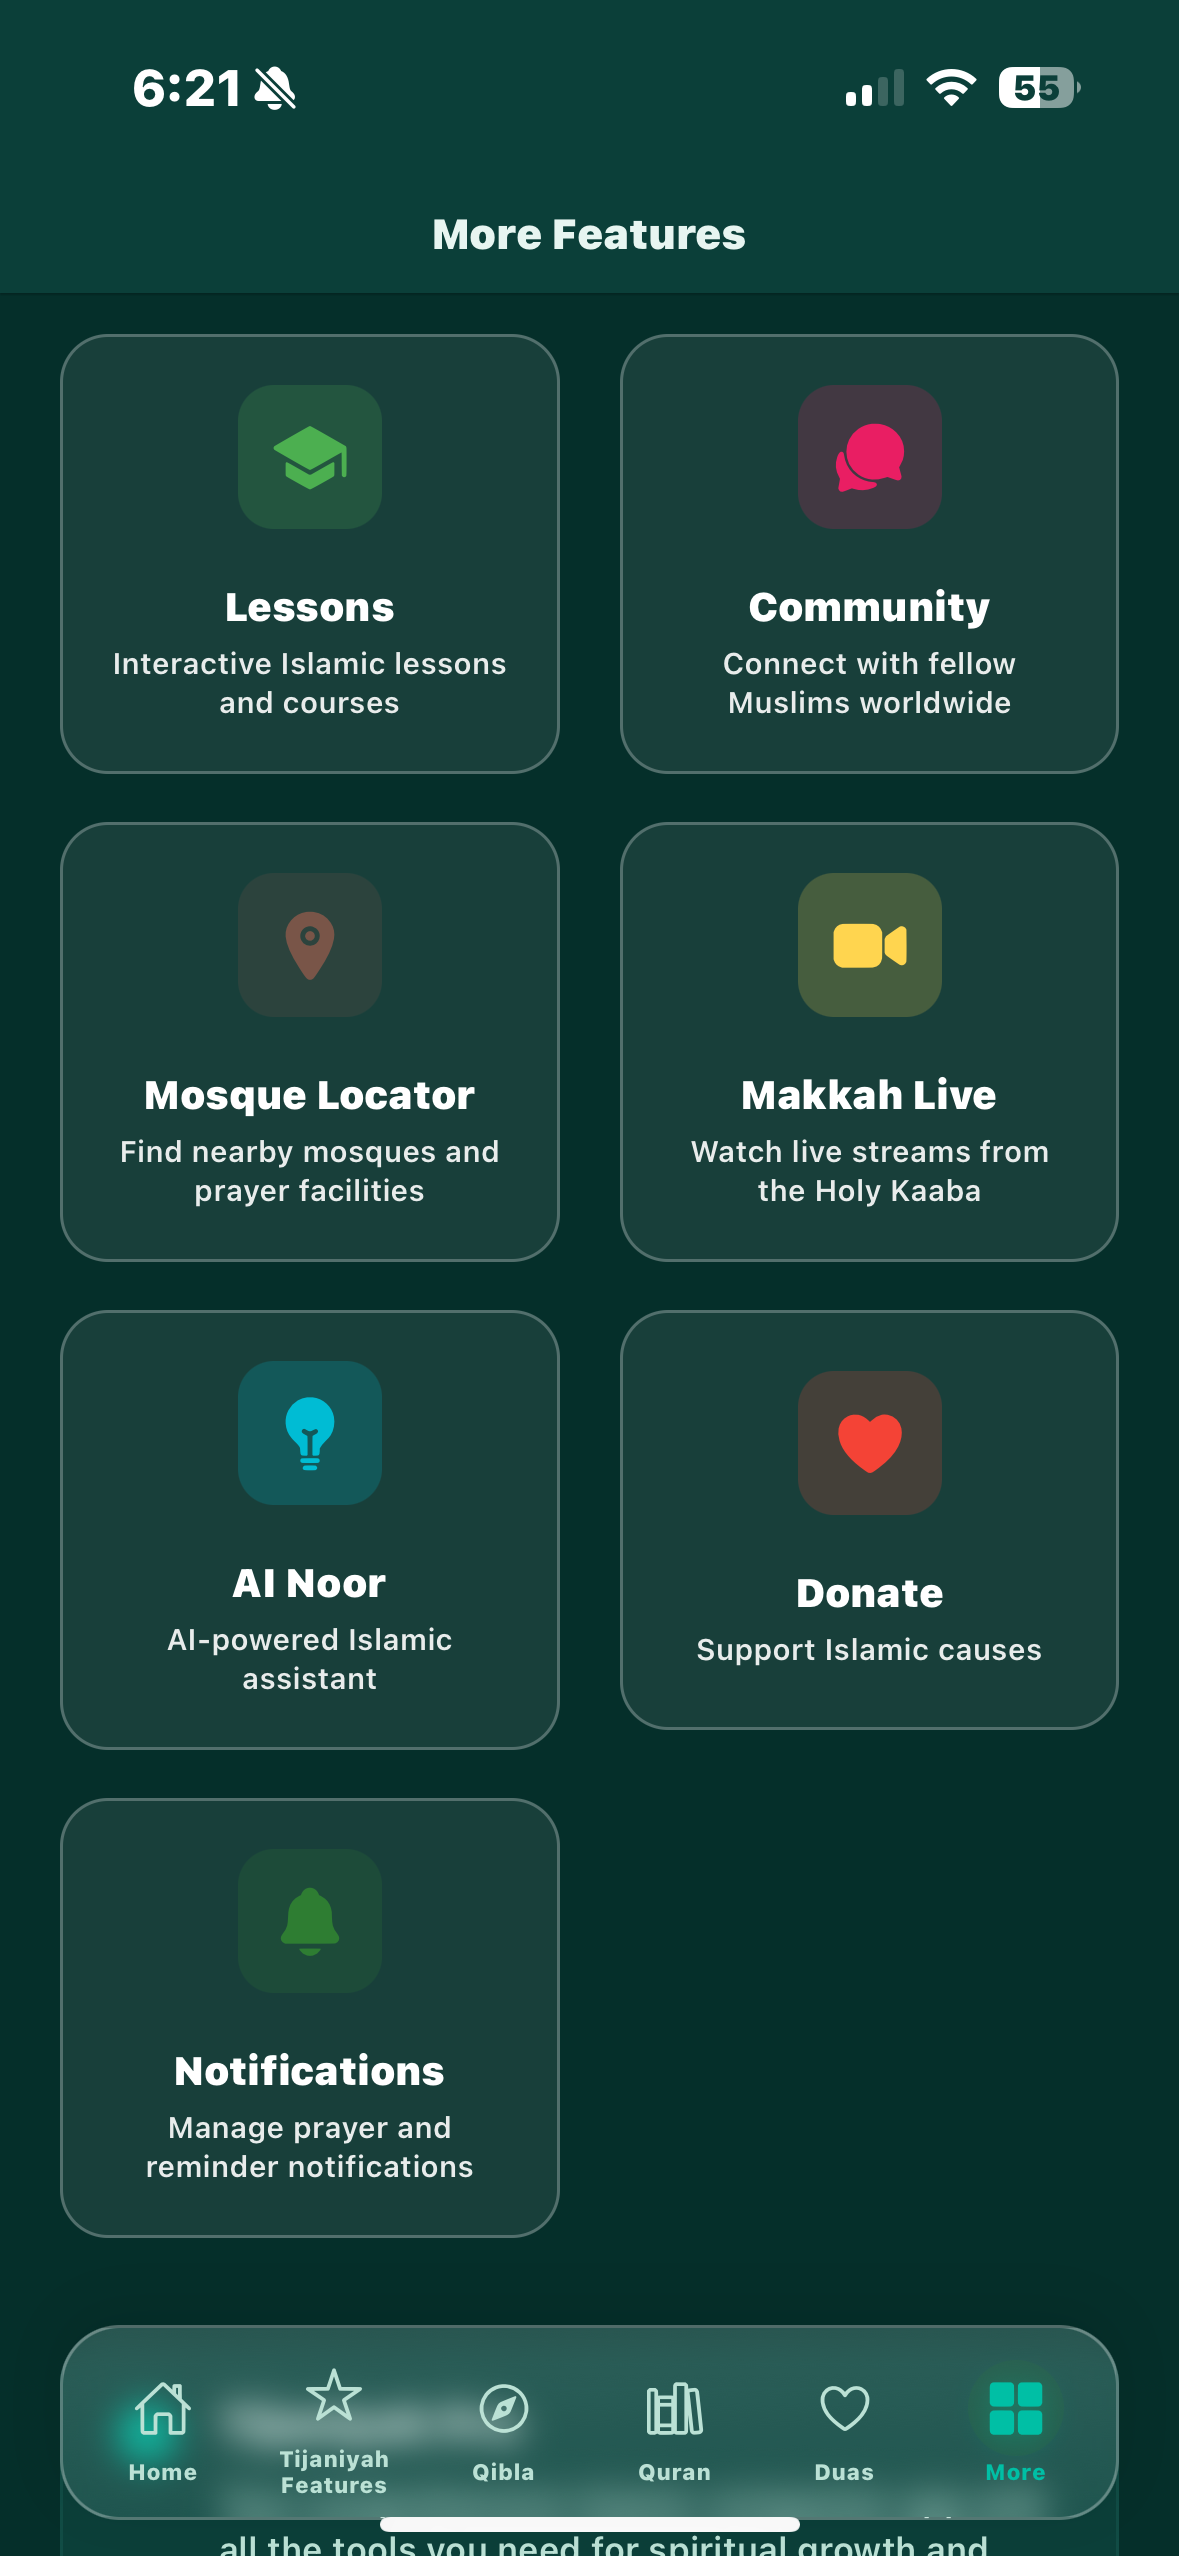 6:21
55
More Features
Lessons
Interactive Islamic lessons
and courses
Community
Connect with fellow
Muslims worldwide
Mosque Locator
Find nearby mosques and
prayer facilities
Makkah Live
Watch live streams from
the Holy Kaaba
AI Noor
AI-powered Islamic
assistant
Donate
Support Islamic causes
Notifications
Manage prayer and
reminder notifications
Home
Tijaniyah
Features
Qibla
Quran
Duas
More
all the tools you need for spiritual growth and